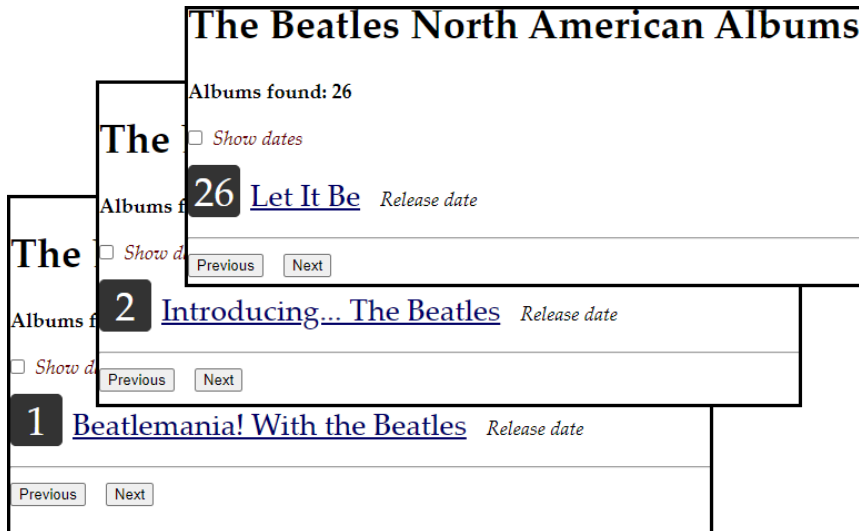 The Beatles North American Albums
Albums found: 26
Show dates
26 Let It Be Release date
Previous Next
The
Albums
Show
2 Introducing... The Beatles Release date
Previous Next
The
Albums
Show
1 Beatlemania! With the Beatles Release date
Previous Next